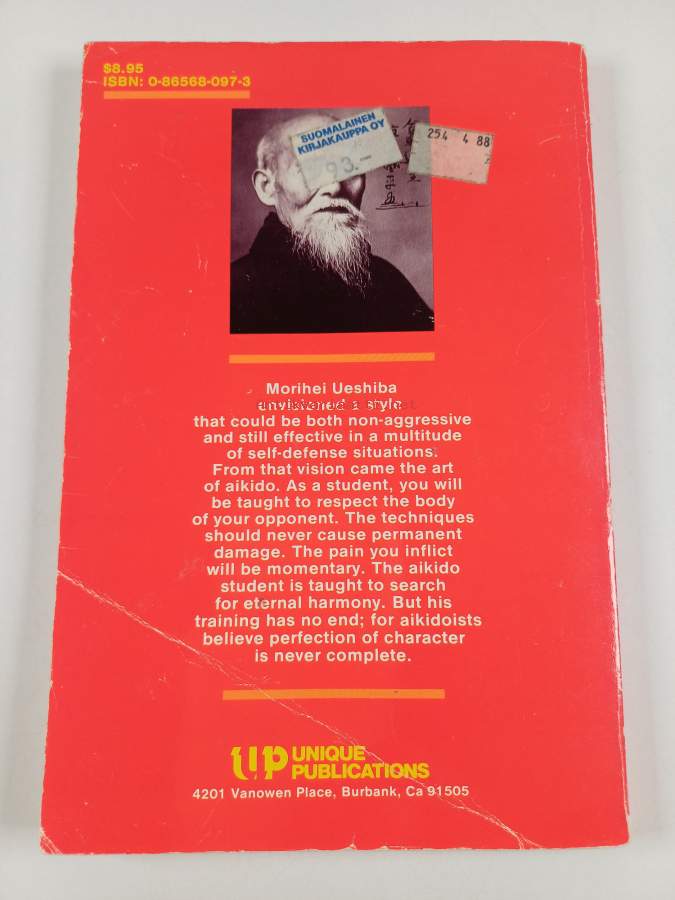 $8.95
ISBN: 0-86568-097-3
SUOMALAINEN
KIRJAKAUPPA OY
93.-
254 4 88
Morihei Ueshiba
envisioned a style
that could be both non-aggressive
and still effective in a multitude
of self-defense situations.
From that vision came the art
of aikido. As a student, you will
be taught to respect the body
of your opponent. The techniques
should never cause permanent
damage. The pain you inflict
will be momentary. The aikido
student is taught to search
for eternal harmony. But his
training has no end; for aikidoists
believe perfection of character
is never complete.
UP UNIQUE
PUBLICATIONS
4201 Vanowen Place, Burbank, Ca 91505